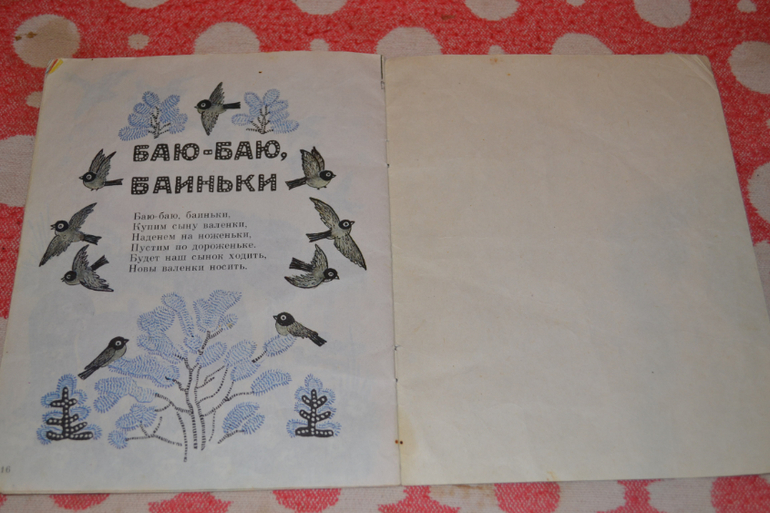 БАЮ-БАЮ,
БАИНЬКИ
Баю-баю, баиньки,
Купим сыну валенки,
Наденем на ноженьки,
Пустим по дороженьке.
Будет наш сынок ходить,
Новы валенки носить.
16